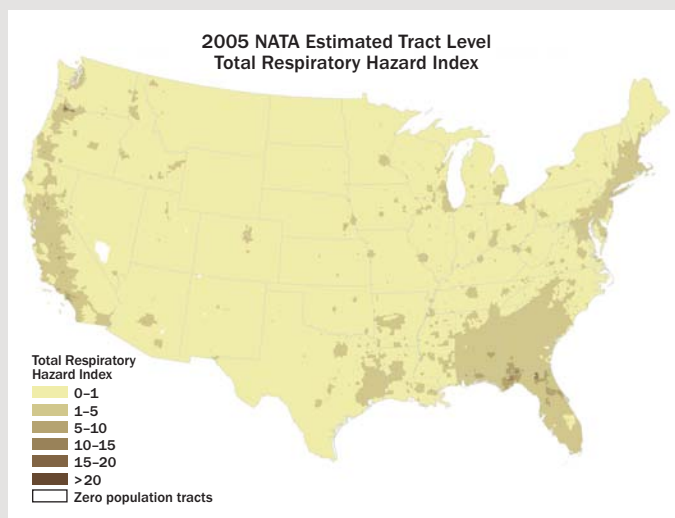 2005 NATA Estimated Tract Level
Total Respiratory Hazard Index
Total Respiratory
Hazard Index
0–1
1–5
5–10
10–15
15–20
>20
Zero population tracts